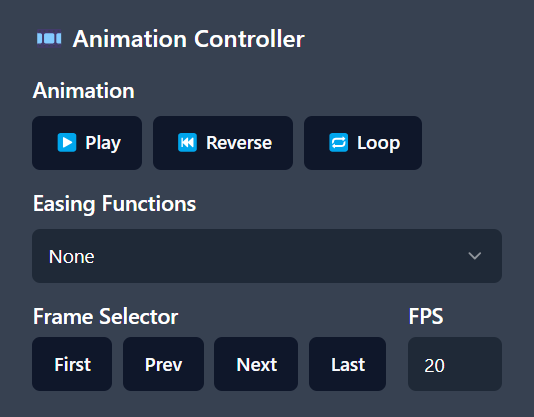 Animation Controller
Animation
Play Reverse Loop
Easing Functions
None
Frame Selector FPS
First Prev Next Last 20